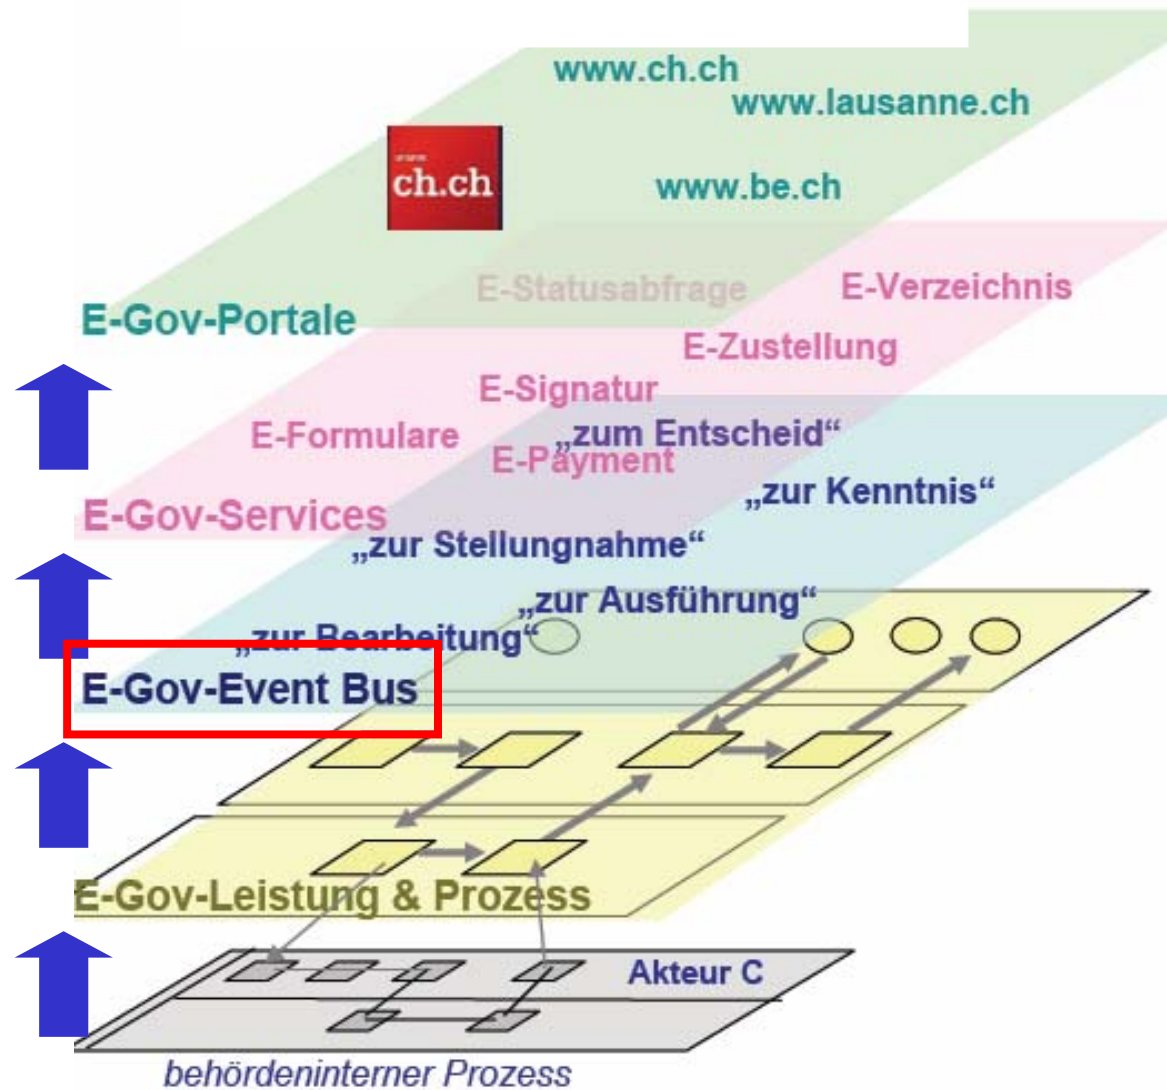 www.ch.ch
www.lausanne.ch
ch.ch
www.be.ch
E-Statusabfrage
E-Verzeichnis
E-Gov-Portale
E-Zustellung
E-Signatur
E-Formulare
„zum Entscheid“
E-Payment
„zur Kenntnis“
E-Gov-Services
„zur Stellungnahme“
„zur Ausführung“
„zur Bearbeitung“
E-Gov-Event Bus
E-Gov-Leistung & Prozess
Akteur C
behördeninterner Prozess